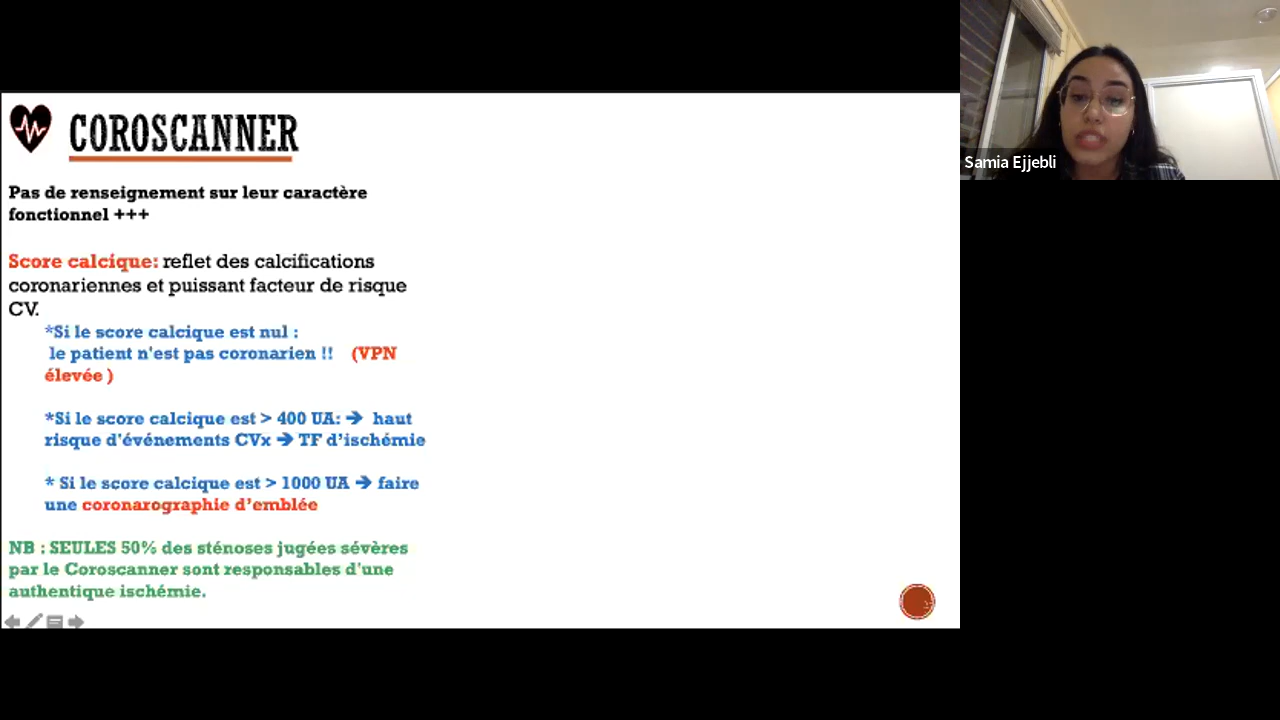 COROSCANNER
Pas de renseignement sur leur caractère
fonctionnel +++
Score calcique: reflet des calcifications
coronariennes et puissant facteur de risque
CV.
*Si le score calcique est nul :
le patient n'est pas coronarien !! (VPN
élevée )
*Si le score calcique est > 400 UA: ➔ haut
risque d'événements CVx ➔ TF d'ischémie
* Si le score calcique est > 1000 UA ➔ faire
une coronarographie d'emblée
NB : SEULES 50% des sténoses jugées sévères
par le Coroscanner sont responsables d'une
authentique ischémie.
Samia Ejjebli